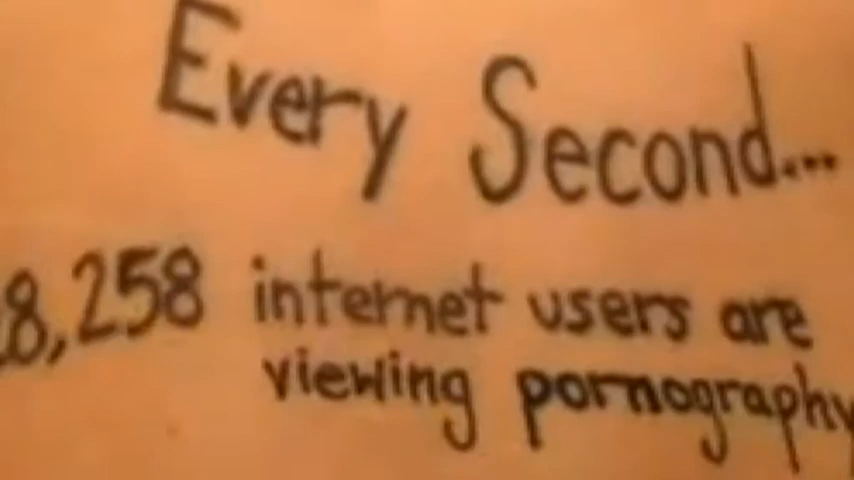 Every Second...
8,258 internet users are
viewing pornography